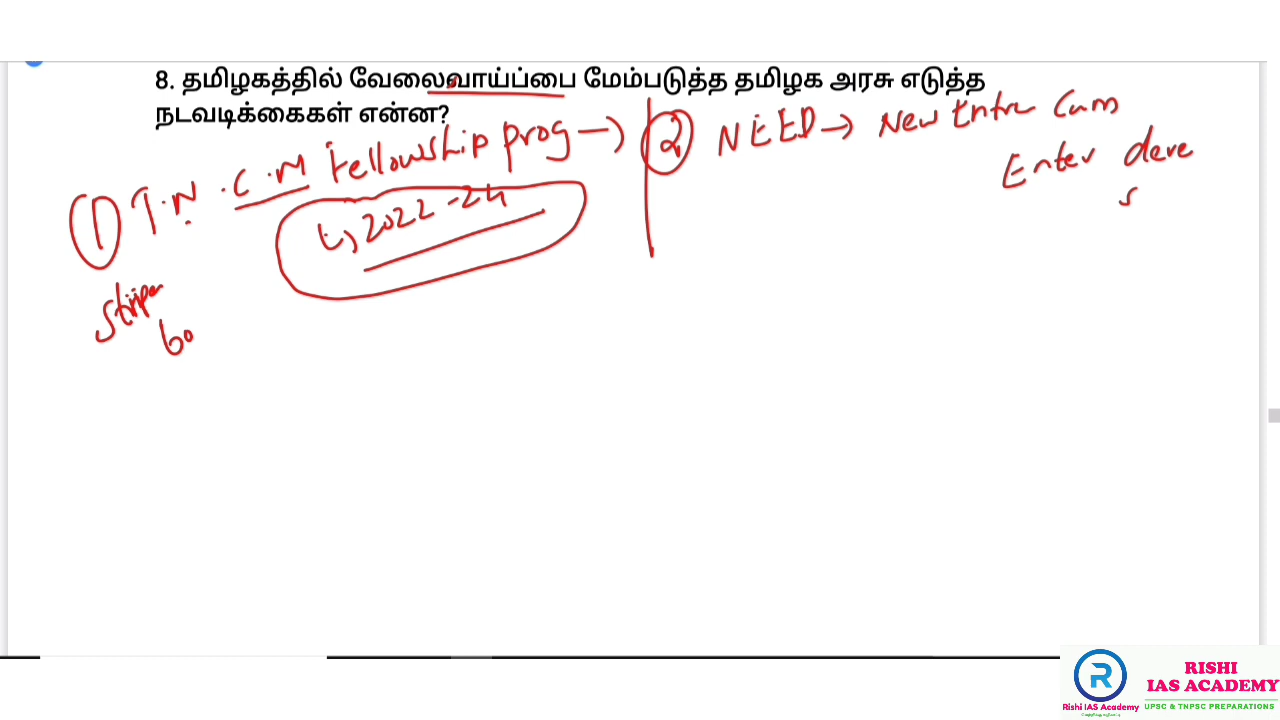 8. தமிழகத்தில் வேலைவாய்ப்பை மேம்படுத்த தமிழக அரசு எடுத்த
நடவடிக்கைகள் என்ன?
① T.N.C.M Fellowship prog →
↳ 2022-24
60
② NEED → New Entre Cum
Enter deve
s
RISHI
IAS ACADEMY
UPSC & TNPSC PREPARATIONS
R
Rishi IAS Academy